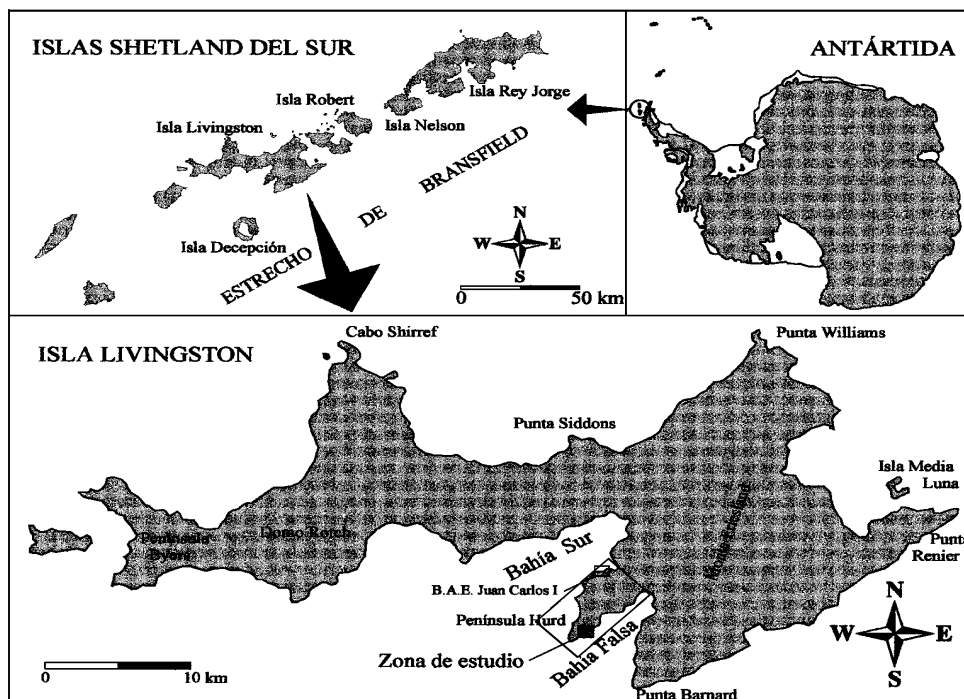 ISLAS SHETLAND DEL SUR
Isla Rey Jorge
Isla Robert
Isla Nelson
Isla Livingston
Isla Decepción
ESTRECHO DE BRANSFIELD
N
W E
S
0 50 km
ANTÁRTIDA
ISLA LIVINGSTON
Cabo Shirref
Punta Williams
Punta Siddons
Isla Media
Luna
Península
Byers
Domo Rotch
Bahía Sur
Punta
Renier
B.A.E. Juan Carlos I
Península Hurd
Zona de estudio
Bahía Falsa
Punta Barnard
N
W E
S
0 10 km